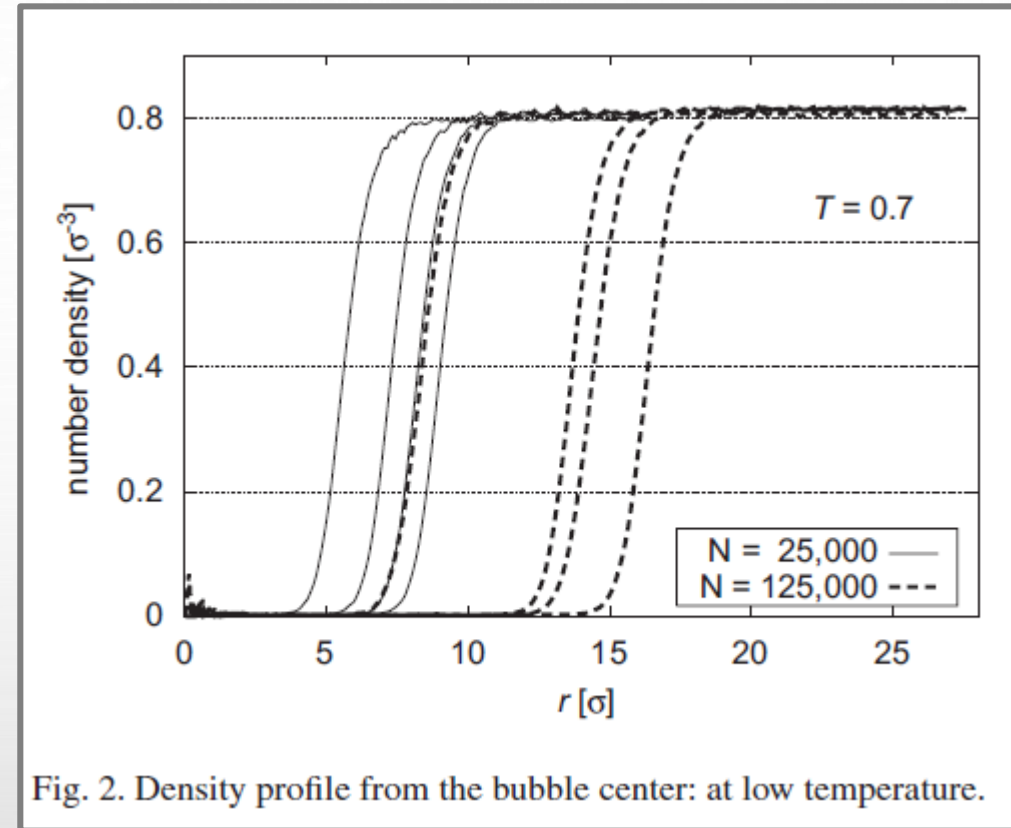 0.8
0.6
0.4
0.2
0
number density [σ⁻³]
T = 0.7
N = 25,000
N = 125,000
0 5 10 15 20 25
r [σ]
Fig. 2. Density profile from the bubble center: at low temperature.